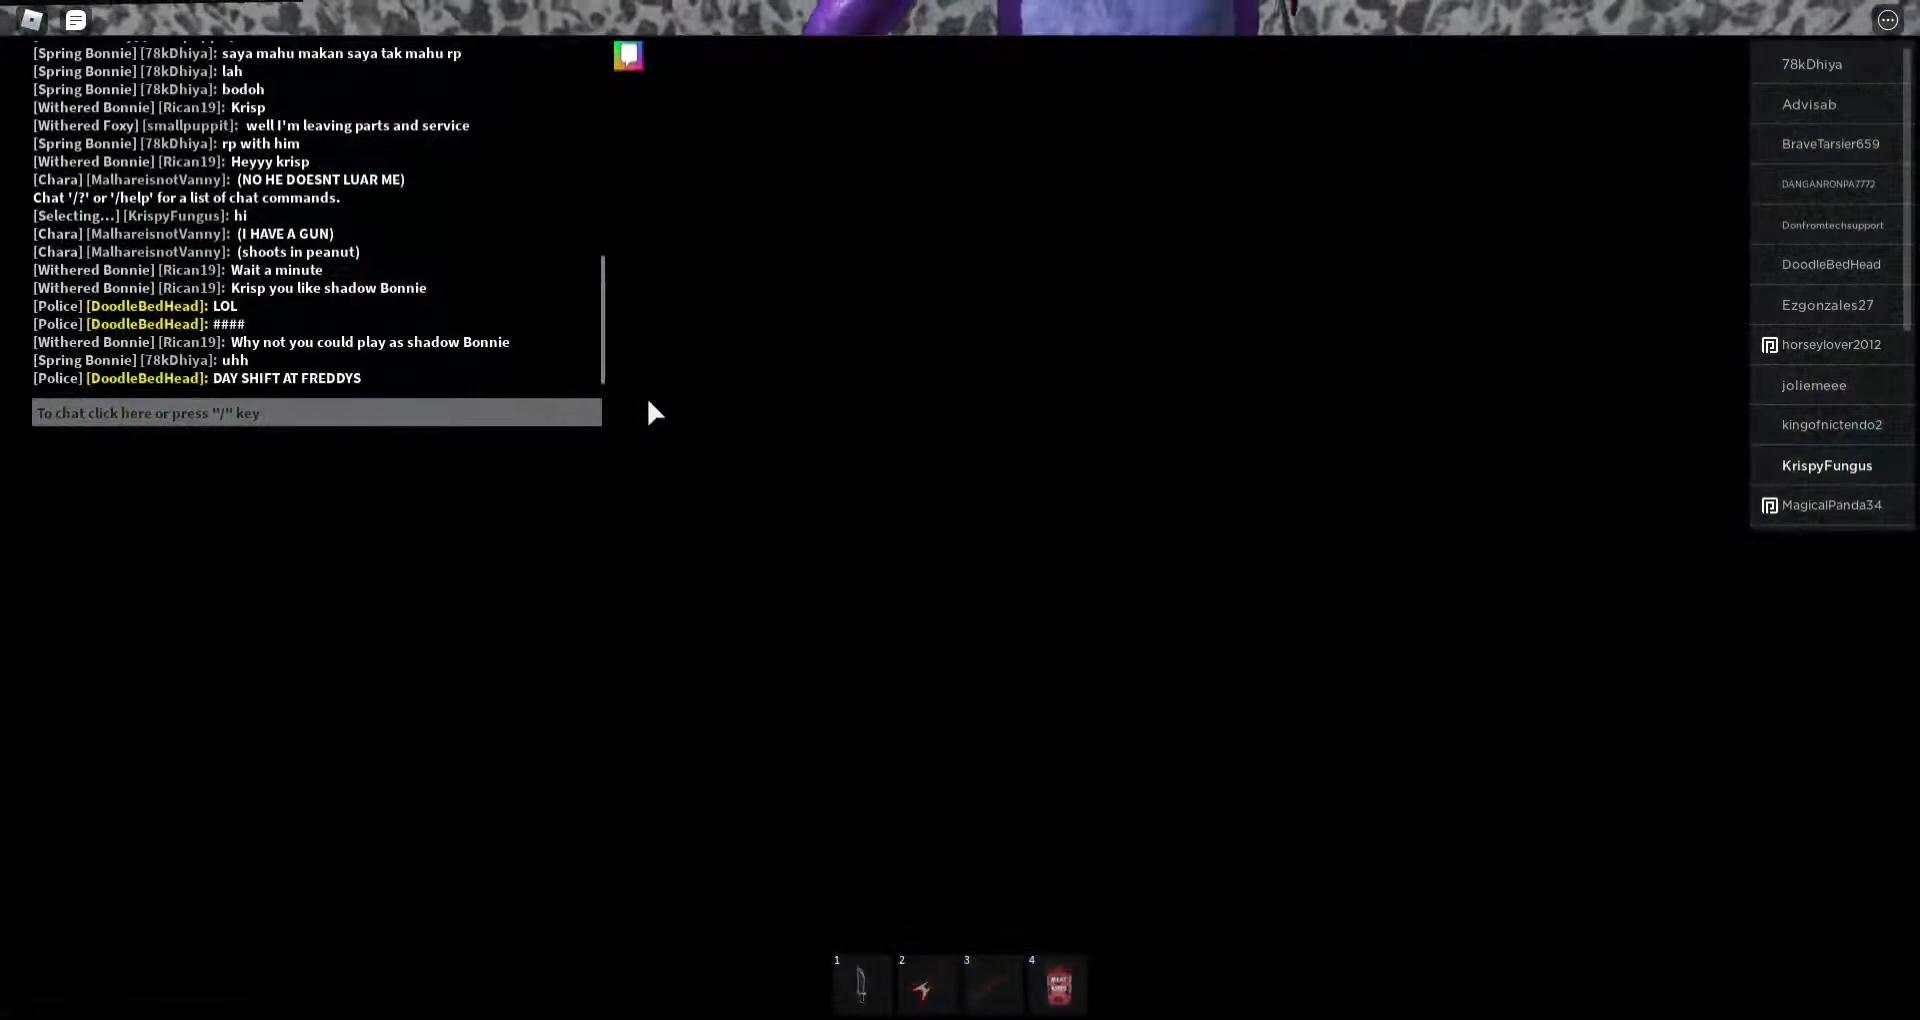 [Spring Bonnie] [78kDhiya]: saya mahu makan saya tak mahu rp
[Spring Bonnie] [78kDhiya]: lah
[Spring Bonnie] [78kDhiya]: bodoh
[Withered Bonnie] [Rican19]: Krisp
[Withered Foxy] [smallpuppit]: well I'm leaving parts and service
[Spring Bonnie] [78kDhiya]: rp with him
[Withered Bonnie] [Rican19]: Heyyy krisp
[Chara] [MalhareisnotVanny]: (NO HE DOESNT LUAR ME)
Chat '/?' or '/help' for a list of chat commands.
[Selecting...] [KrispyFungus]: hi
[Chara] [MalhareisnotVanny]: (I HAVE A GUN)
[Chara] [MalhareisnotVanny]: (shoots in peanut)
[Withered Bonnie] [Rican19]: Wait a minute
[Withered Bonnie] [Rican19]: Krisp you like shadow Bonnie
[Police] [DoodleBedHead]: LOL
[Police] [DoodleBedHead]: ####
[Withered Bonnie] [Rican19]: Why not you could play as shadow Bonnie
[Spring Bonnie] [78kDhiya]: uhh
[Police] [DoodleBedHead]: DAY SHIFT AT FREDDYS
To chat click here or press "/" key
78kDhiya
Advisab
BraveTarsier659
DANGANRONPA7772
Donfromtechsupport
DoodleBedHead
Ezgonzales27
horseylover2012
joliemeee
kingofnictendo2
KrispyFungus
MagicalPanda34
1 2 3 4